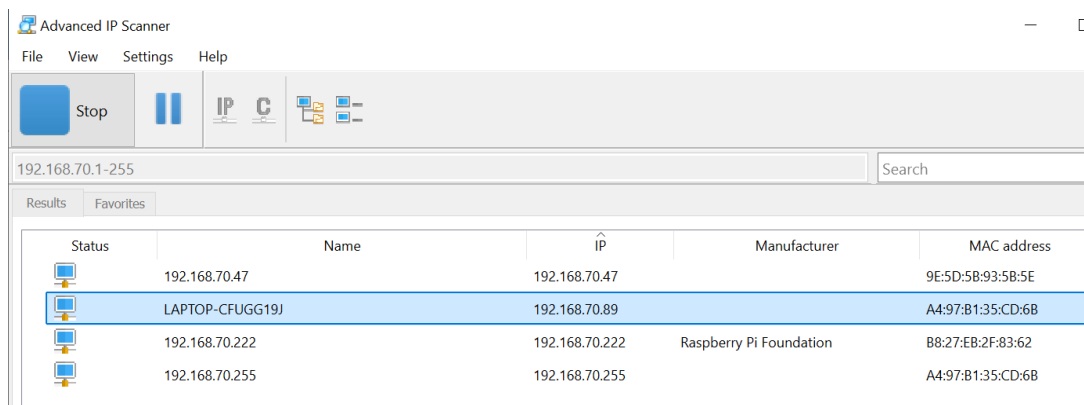 Advanced IP Scanner
File View Settings Help
Stop IP C
192.168.70.1-255 Search
Results Favorites
Status Name IP Manufacturer MAC address
192.168.70.47 192.168.70.47 9E:5D:5B:93:5B:5E
LAPTOP-CFUGG19J 192.168.70.89 A4:97:B1:35:CD:6B
192.168.70.222 192.168.70.222 Raspberry Pi Foundation B8:27:EB:2F:83:62
192.168.70.255 192.168.70.255 A4:97:B1:35:CD:6B